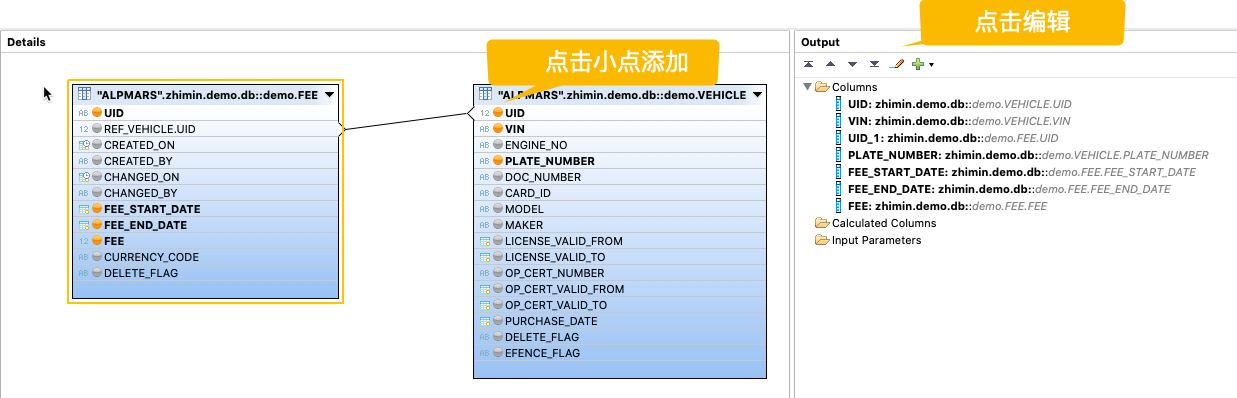 点击编辑
Details
Output
点击小点添加
"ALPMARS".zhimin.demo.db::demo.FEE
AB UID
12 REF_VEHICLE.UID
CREATED_ON
AB CREATED_BY
CHANGED_ON
AB CHANGED_BY
FEE_START_DATE
FEE_END_DATE
12 FEE
AB CURRENCY_CODE
AB DELETE_FLAG
"ALPMARS".zhimin.demo.db::demo.VEHICLE
12 UID
AB VIN
AB ENGINE_NO
AB PLATE_NUMBER
AB DOC_NUMBER
AB CARD_ID
AB MODEL
AB MAKER
LICENSE_VALID_FROM
LICENSE_VALID_TO
AB OP_CERT_NUMBER
OP_CERT_VALID_FROM
OP_CERT_VALID_TO
PURCHASE_DATE
AB DELETE_FLAG
AB EFENCE_FLAG
Columns
UID: zhimin.demo.db::demo.VEHICLE.UID
VIN: zhimin.demo.db::demo.VEHICLE.VIN
UID_1: zhimin.demo.db::demo.FEE.UID
PLATE_NUMBER: zhimin.demo.db::demo.VEHICLE.PLATE_NUMBER
FEE_START_DATE: zhimin.demo.db::demo.FEE.FEE_START_DATE
FEE_END_DATE: zhimin.demo.db::demo.FEE.FEE_END_DATE
FEE: zhimin.demo.db::demo.FEE.FEE
Calculated Columns
Input Parameters